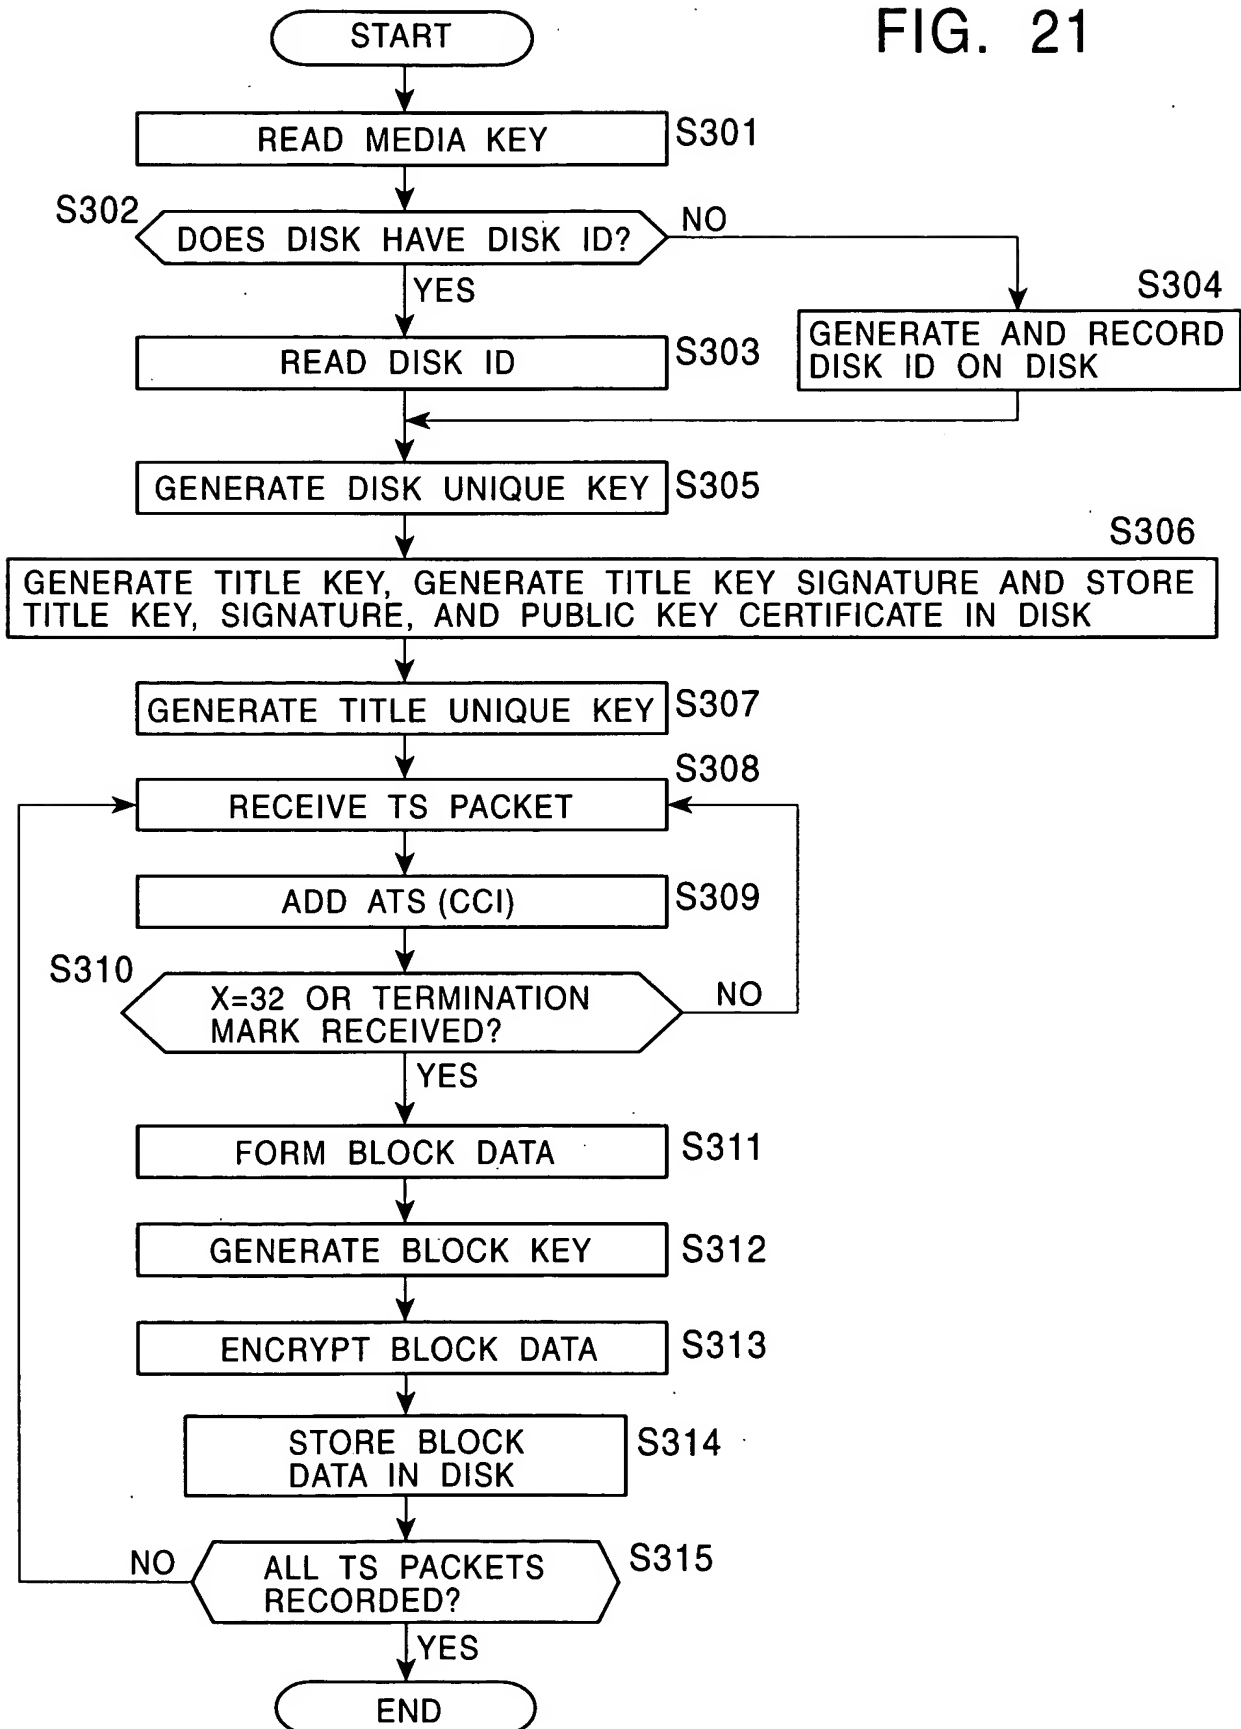 FIG. 21
START
READ MEDIA KEY
S301
S302
DOES DISK HAVE DISK ID?
NO
YES
S304
GENERATE AND RECORD
DISK ID ON DISK
READ DISK ID
S303
GENERATE DISK UNIQUE KEY
S305
S306
GENERATE TITLE KEY, GENERATE TITLE KEY SIGNATURE AND STORE
TITLE KEY, SIGNATURE, AND PUBLIC KEY CERTIFICATE IN DISK
GENERATE TITLE UNIQUE KEY
S307
S308
RECEIVE TS PACKET
ADD ATS (CCI)
S309
S310
X=32 OR TERMINATION
MARK RECEIVED?
NO
YES
FORM BLOCK DATA
S311
GENERATE BLOCK KEY
S312
ENCRYPT BLOCK DATA
S313
STORE BLOCK
DATA IN DISK
S314
NO
ALL TS PACKETS
RECORDED?
S315
YES
END